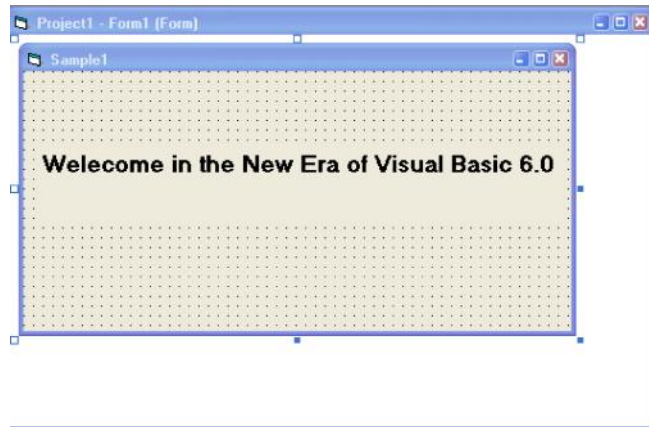 Project1 - Form1 (Form)
Sample1
Welecome in the New Era of Visual Basic 6.0